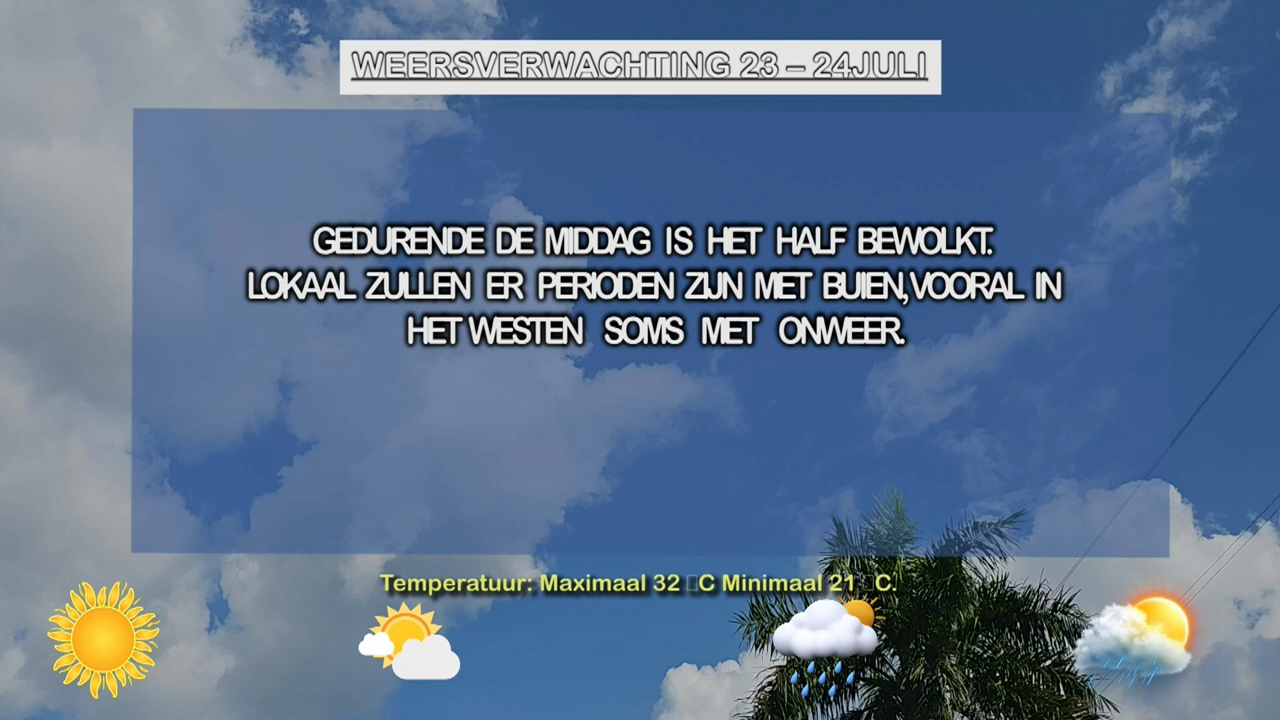 WEERSVERWACHTING 23 – 24JULI
GEDURENDE DE MIDDAG IS HET HALF BEWOLKT.
LOKAAL ZULLEN ER PERIODEN ZIJN MET BUIEN,VOORAL IN
HET WESTEN SOMS MET ONWEER.
Temperatuur: Maximaal 32 C Minimaal 21 C.